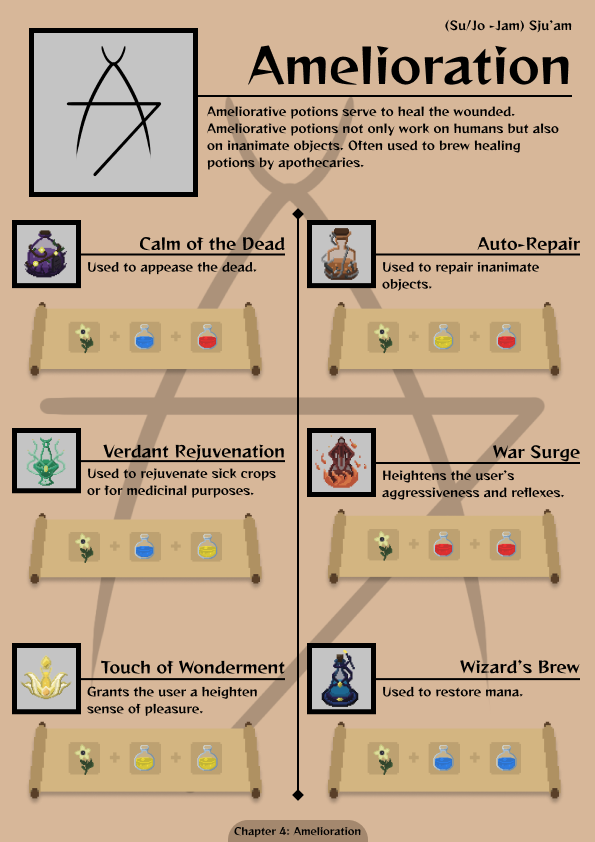 (Su/Jo -Jam) Sju'am
Amelioration
Ameliorative potions serve to heal the wounded.
Ameliorative potions not only work on humans but also
on inanimate objects. Often used to brew healing
potions by apothecaries.
Calm of the Dead
Used to appease the dead.
Auto-Repair
Used to repair inanimate
objects.
Verdant Rejuvenation
Used to rejuvenate sick crops
or for medicinal purposes.
War Surge
Heightens the user's
aggressiveness and reflexes.
Touch of Wonderment
Grants the user a heighten
sense of pleasure.
Wizard's Brew
Used to restore mana.
Chapter 4: Amelioration